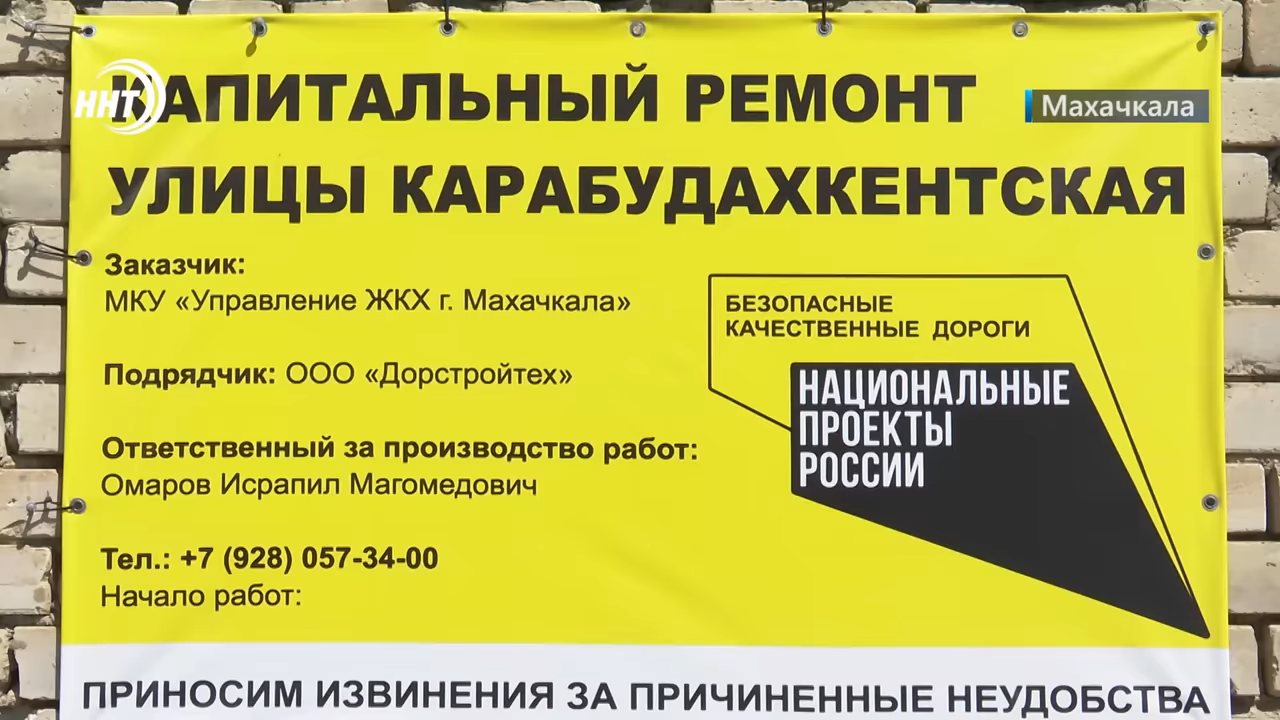 ННТ
КАПИТАЛЬНЫЙ РЕМОНТ
Махачкала
УЛИЦЫ КАРАБУДАХКЕНТСКАЯ
Заказчик:
МКУ «Управление ЖКХ г. Махачкала»
Подрядчик: ООО «Дорстройтех»
Ответственный за производство работ:
Омаров Исрапил Магомедович
Тел.: +7 (928) 057-34-00
Начало работ:
БЕЗОПАСНЫЕ
КАЧЕСТВЕННЫЕ ДОРОГИ
НАЦИОНАЛЬНЫЕ
ПРОЕКТЫ
РОССИИ
ПРИНОСИМ ИЗВИНЕНИЯ ЗА ПРИЧИНЕННЫЕ НЕУДОБСТВА